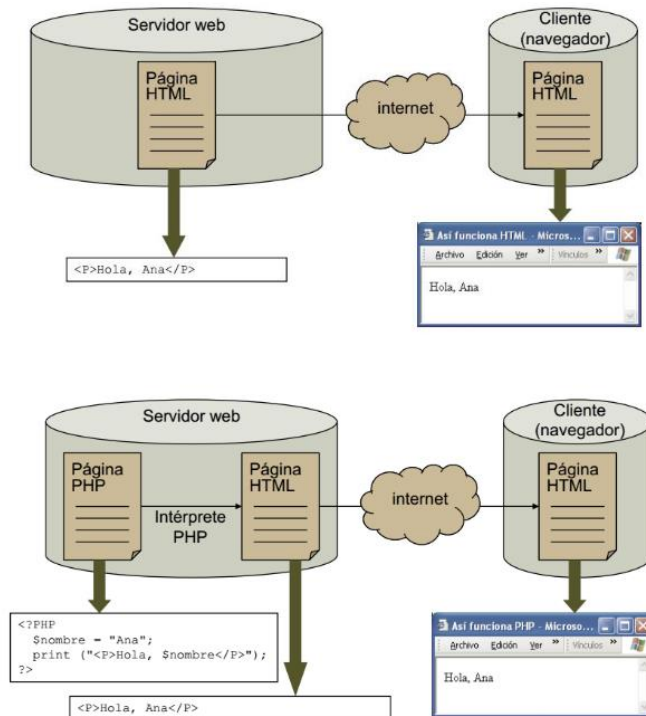 Servidor web
Cliente
(navegador)
Página
HTML
internet
Página
HTML
<P>Hola, Ana</P>
Así funciona HTML - Micros...
Archivo Edición Ver » Vínculos »
Hola, Ana
Servidor web
Cliente
(navegador)
Página
PHP
Intérprete
PHP
Página
HTML
internet
Página
HTML
<?PHP
$nombre = "Ana";
print ("<P>Hola, $nombre</P>");
?>
<P>Hola, Ana</P>
Así funciona PHP - Microso...
Archivo Edición Ver » Vínculos »
Hola, Ana